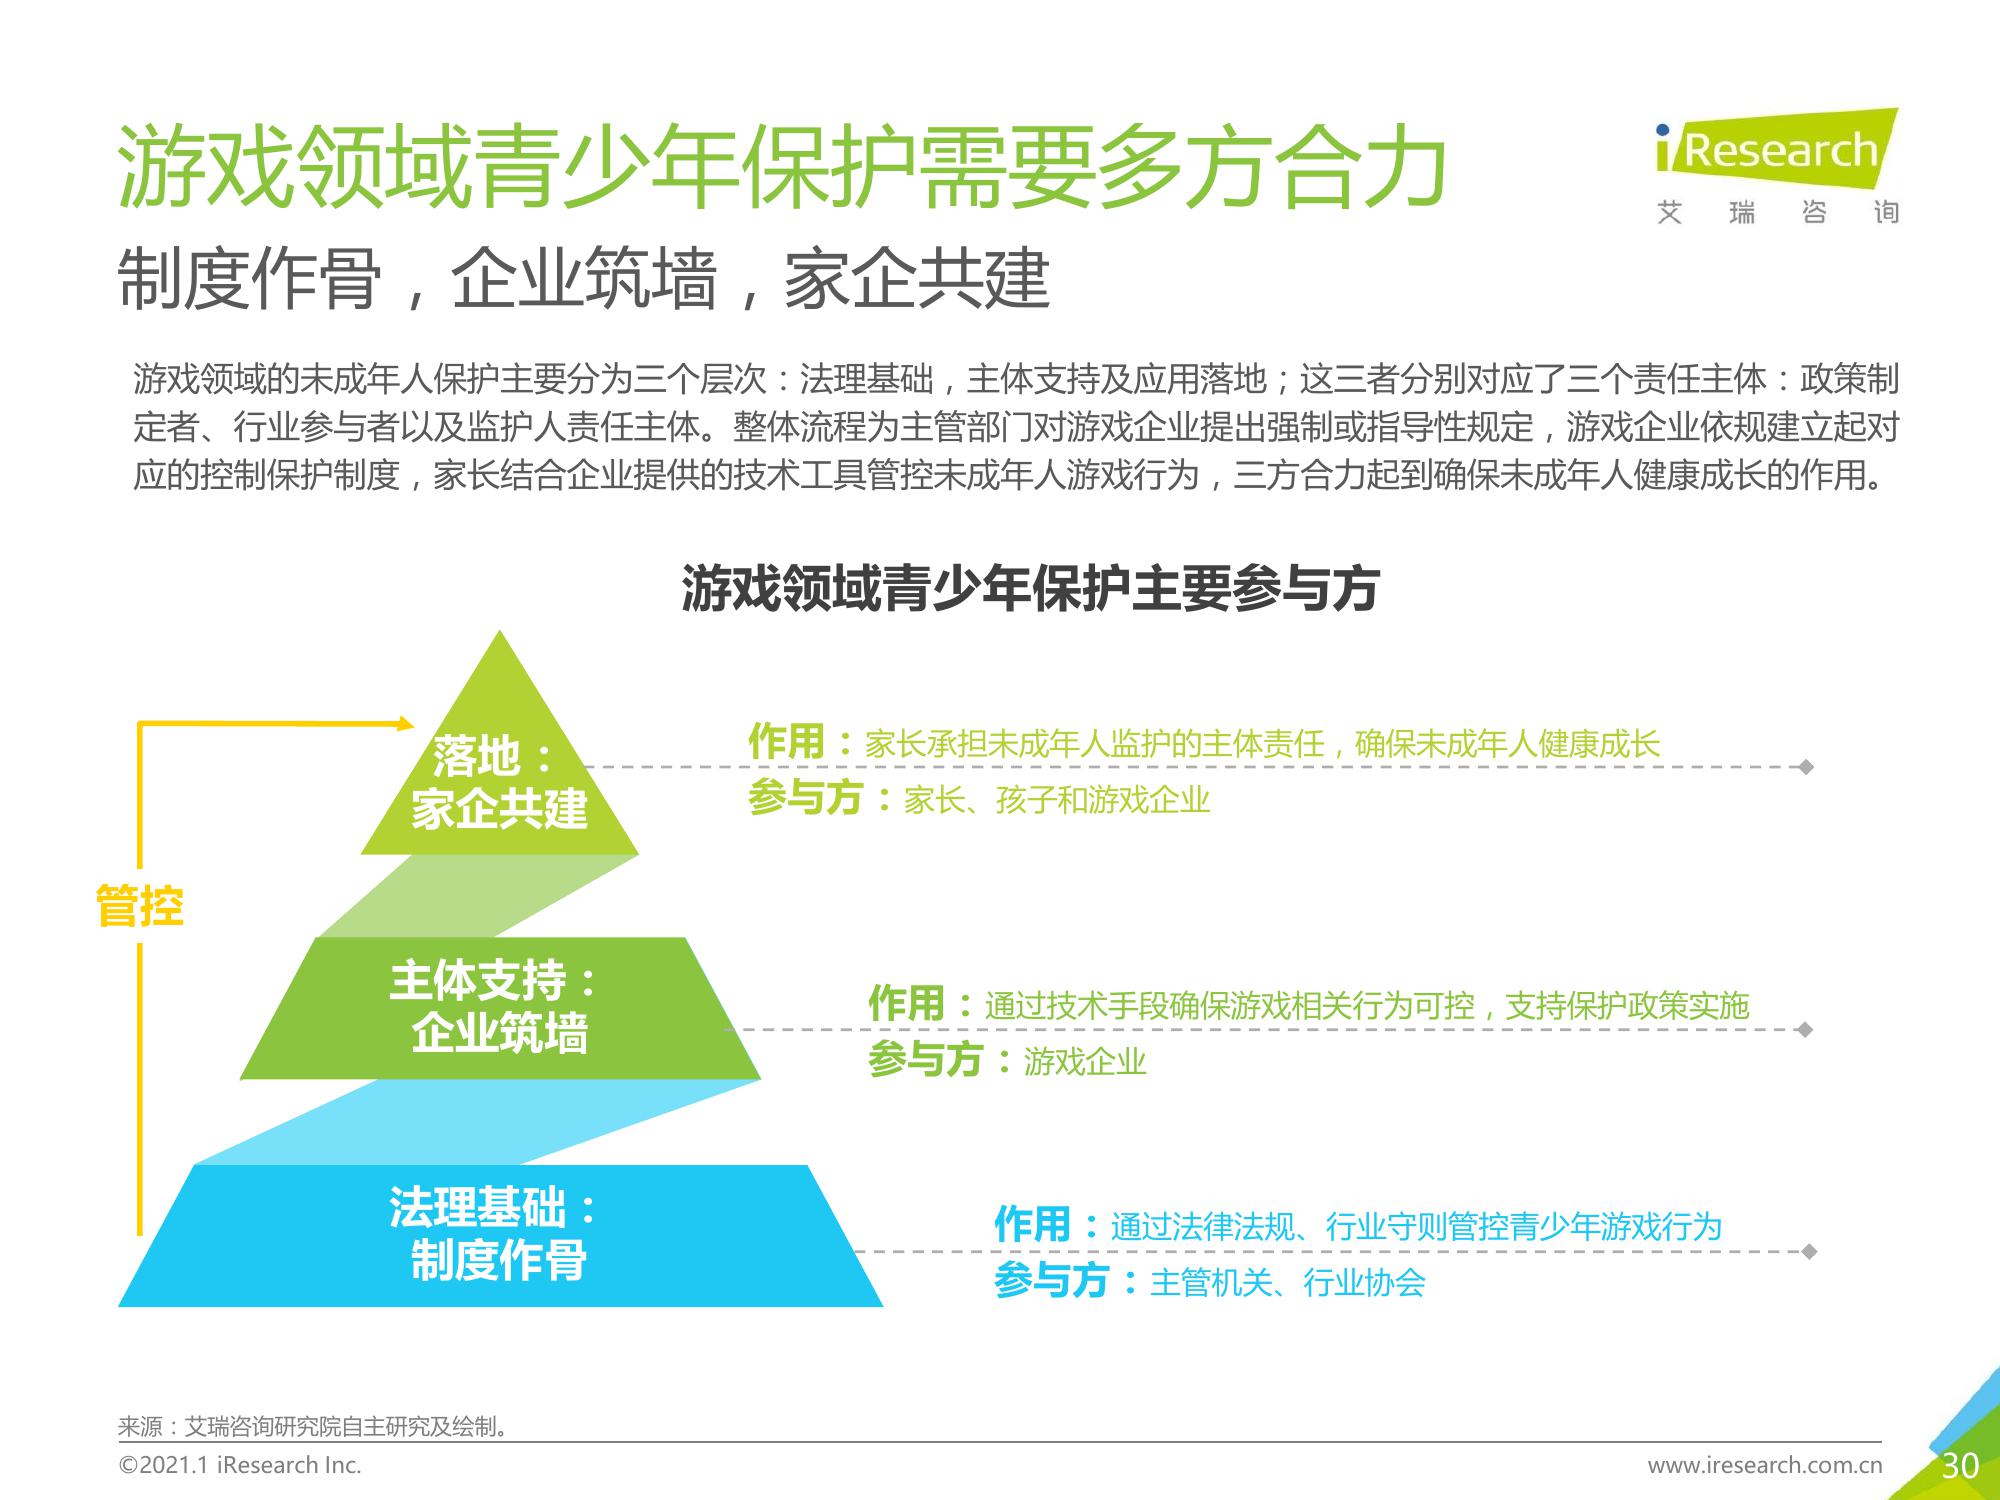 游戏领域青少年保护需要多方合力
iResearch
艾瑞咨询
制度作骨，企业筑墙，家企共建
游戏领域的未成年人保护主要分为三个层次：法理基础，主体支持及应用落地；这三者分别对应了三个责任主体：政策制
定者、行业参与者以及监护人责任主体。整体流程为主管部门对游戏企业提出强制或指导性规定，游戏企业依规建立起对
应的控制保护制度，家长结合企业提供的技术工具管控未成年人游戏行为，三方合力起到确保未成年人健康成长的作用。
游戏领域青少年保护主要参与方
落地：
家企共建
作用：家长承担未成年人监护的主体责任，确保未成年人健康成长
参与方：家长、孩子和游戏企业
管控
主体支持：
企业筑墙
作用：通过技术手段确保游戏相关行为可控，支持保护政策实施
参与方：游戏企业
法理基础：
制度作骨
作用：通过法律法规、行业守则管控青少年游戏行为
参与方：主管机关、行业协会
来源：艾瑞咨询研究院自主研究及绘制。
©2021.1 iResearch Inc.
www.iresearch.com.cn
30